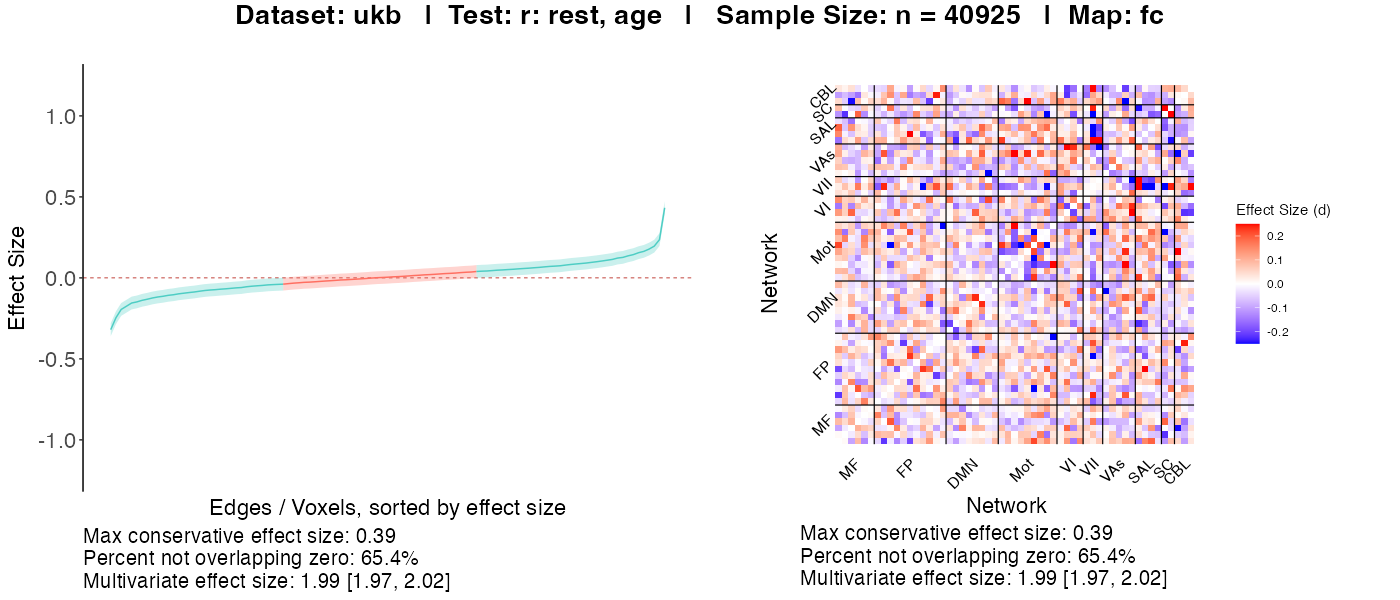 Dataset: ukb | Test: r: rest, age | Sample Size: n = 40925 | Map: fc
Effect Size
1.0
0.5
0.0
-0.5
-1.0
Edges / Voxels, sorted by effect size
Max conservative effect size: 0.39
Percent not overlapping zero: 65.4%
Multivariate effect size: 1.99 [1.97, 2.02]
Network
CBL
SC
SAL
VAs
VII
VI
Mot
DMN
FP
MF
MF
FP
DMN
Mot
VI
VII
VAs
SAL
SC
CBL
Network
Effect Size (d)
0.2
0.1
0.0
-0.1
-0.2
Max conservative effect size: 0.39
Percent not overlapping zero: 65.4%
Multivariate effect size: 1.99 [1.97, 2.02]